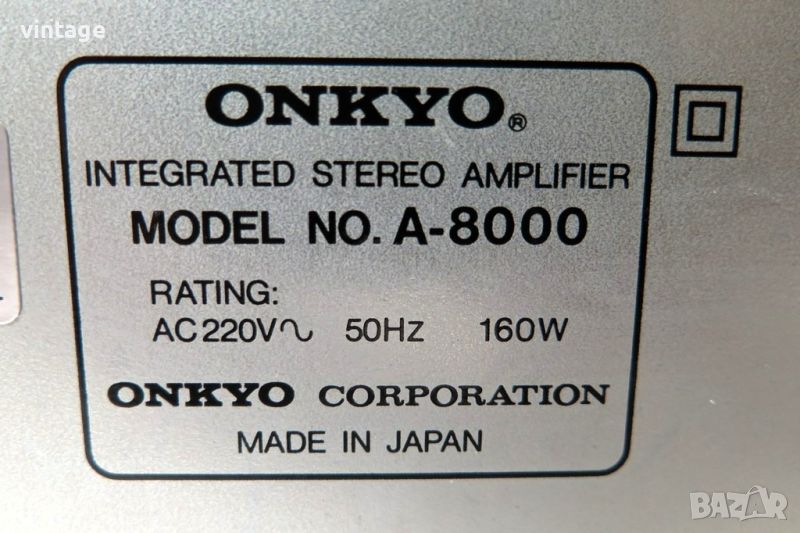 vintage
ONKYO®
INTEGRATED STEREO AMPLIFIER
MODEL NO. A-8000
RATING:
AC220V∿ 50Hz 160W
ONKYO CORPORATION
MADE IN JAPAN
BAZAR